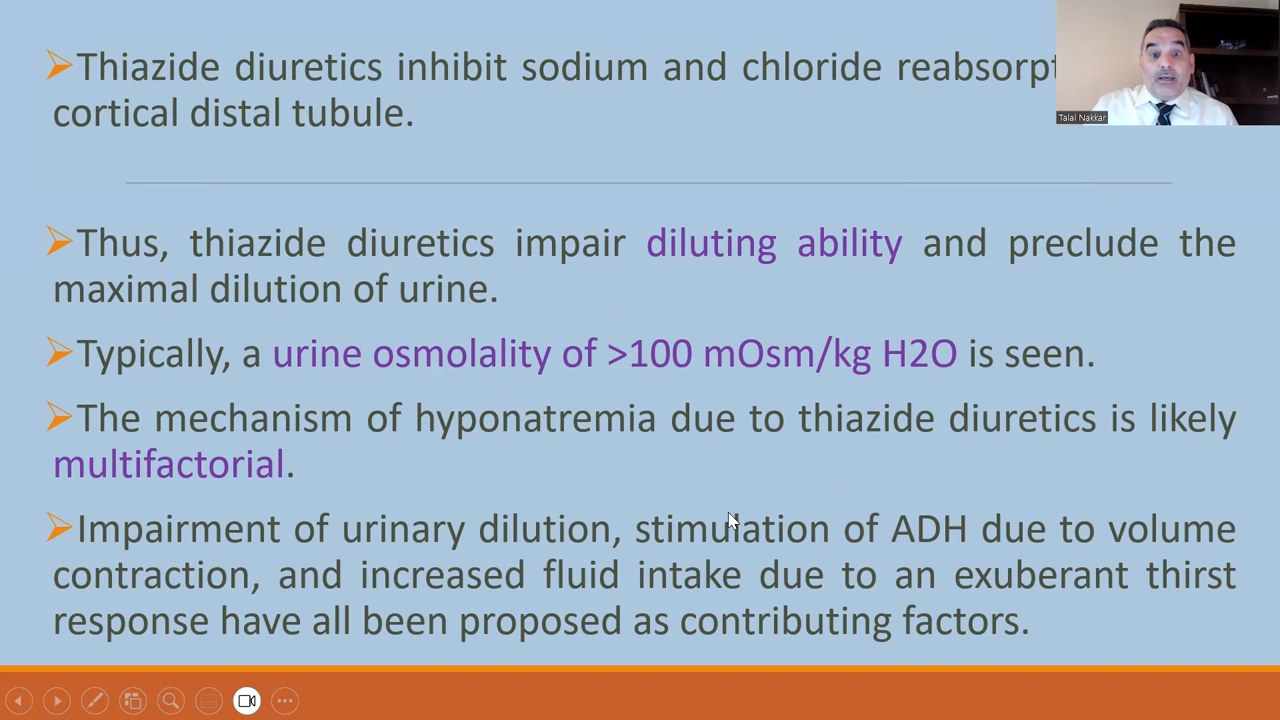 Thiazide diuretics inhibit sodium and chloride
cortical distal tubule.
Talal Nakkar
Thus, thiazide diuretics impair diluting ability and preclude the
maximal dilution of urine.
Typically, a urine osmolality of >100 mOsm/kg H2O is seen.
The mechanism of hyponatremia due to thiazide diuretics is likely
multifactorial.
Impairment of urinary dilution, stimulation of ADH due to volume
contraction, and increased fluid intake due to an exuberant thirst
response have all been proposed as contributing factors.